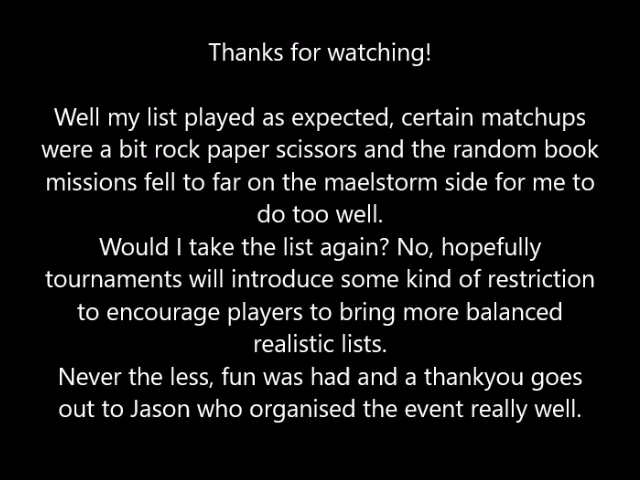 Thanks for watching!
Well my list played as expected, certain matchups
were a bit rock paper scissors and the random book
missions fell to far on the maelstorm side for me to
do too well.
Would I take the list again? No, hopefully
tournaments will introduce some kind of restriction
to encourage players to bring more balanced
realistic lists.
Never the less, fun was had and a thankyou goes
out to Jason who organised the event really well.